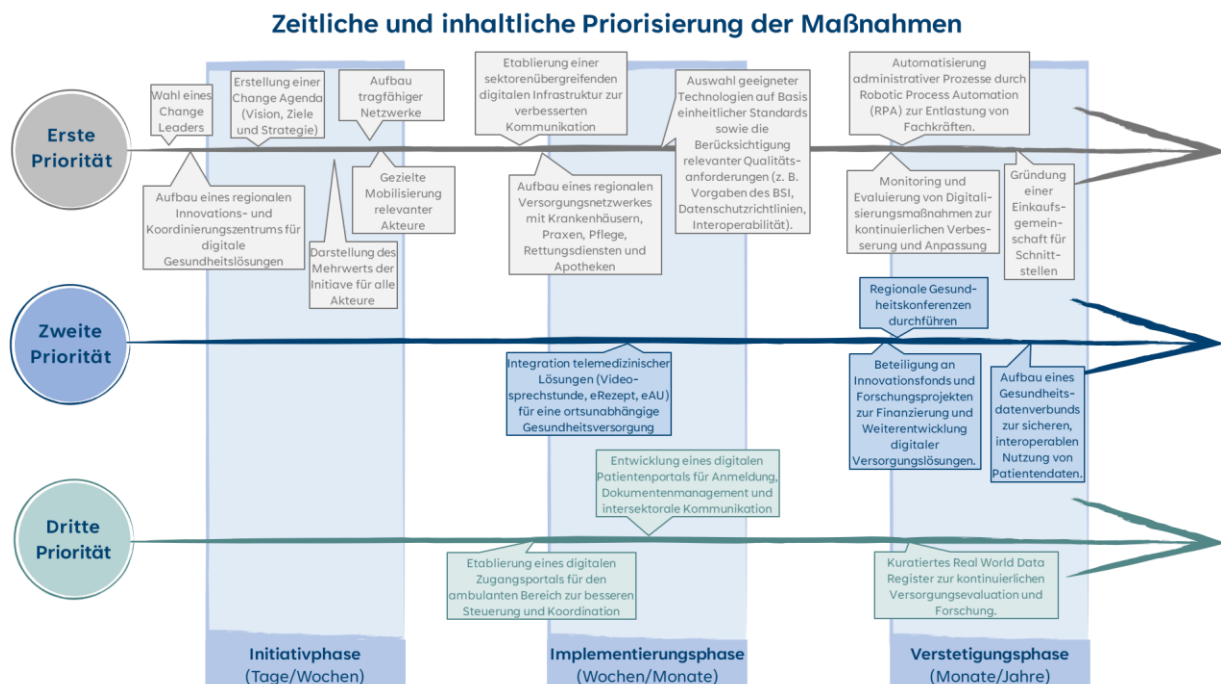 Zeitliche und inhaltliche Priorisierung der Maßnahmen
Erste
Priorität
Wahl eines
Change
Leaders
Erstellung einer
Change Agenda
(Vision, Ziele
und Strategie)
Aufbau
tragfähiger
Netzwerke
Etablierung einer
sektorenübergreifenden
digitalen Infrastruktur zur
verbesserten
Kommunikation
Auswahl geeigneter
Technologien auf Basis
einheitlicher Standards
sowie die
Berücksichtigung
relevanter Qualitäts-
anforderungen (z. B.
Vorgaben des BSI,
Datenschutzrichtlinien,
Interoperabilität).
Automatisierung
administrativer Prozesse durch
Robotic Process Automation
(RPA) zur Entlastung von
Fachkräften.
Aufbau eines regionalen
Innovations- und
Koordinierungszentrums für
digitale
Gesundheitslösungen
Darstellung des
Mehrwerts der
Initiave für alle
Akteure
Gezielte
Mobilisierung
relevanter
Akteure
Aufbau eines regionalen
Versorgungsnetzwerkes
mit Krankenhäusern,
Praxen, Pflege,
Rettungsdiensten und
Apotheken
Monitoring und
Evaluierung von Digitali-
sierungsmaßnahmen zur
kontinuierlichen Verbes-
serung und Anpassung
Gründung
einer
Einkaufs-
gemein-
schaft für
Schnitt-
stellen
Zweite
Priorität
Regionale Gesund-
heitskonferenzen
durchführen
Integration telemedizinischer
Lösungen (Video-
sprechstunde, eRezept, eAU)
für eine ortsunabhängige
Gesundheitsversorgung
Beteiligung an
Innovationsfonds und
Forschungsprojekten
zur Finanzierung und
Weiterentwicklung
digitaler
Versorgungslösungen.
Aufbau eines
Gesundheits-
datenverbunds
zur sicheren,
interoperablen
Nutzung von
Patientendaten.
Dritte
Priorität
Entwicklung eines digitalen
Patientenportals für Anmeldung,
Dokumentenmanagement und
intersektorale Kommunikation
Etablierung eines digitalen
Zugangsportals für den
ambulanten Bereich zur besseren
Steuerung und Koordination
Kuratiertes Real World Data
Register zur kontinuierlichen
Versorgungsevaluation und
Forschung.
Initiativphase
(Tage/Wochen)
Implementierungsphase
(Wochen/Monate)
Verstetigungsphase
(Monate/Jahre)